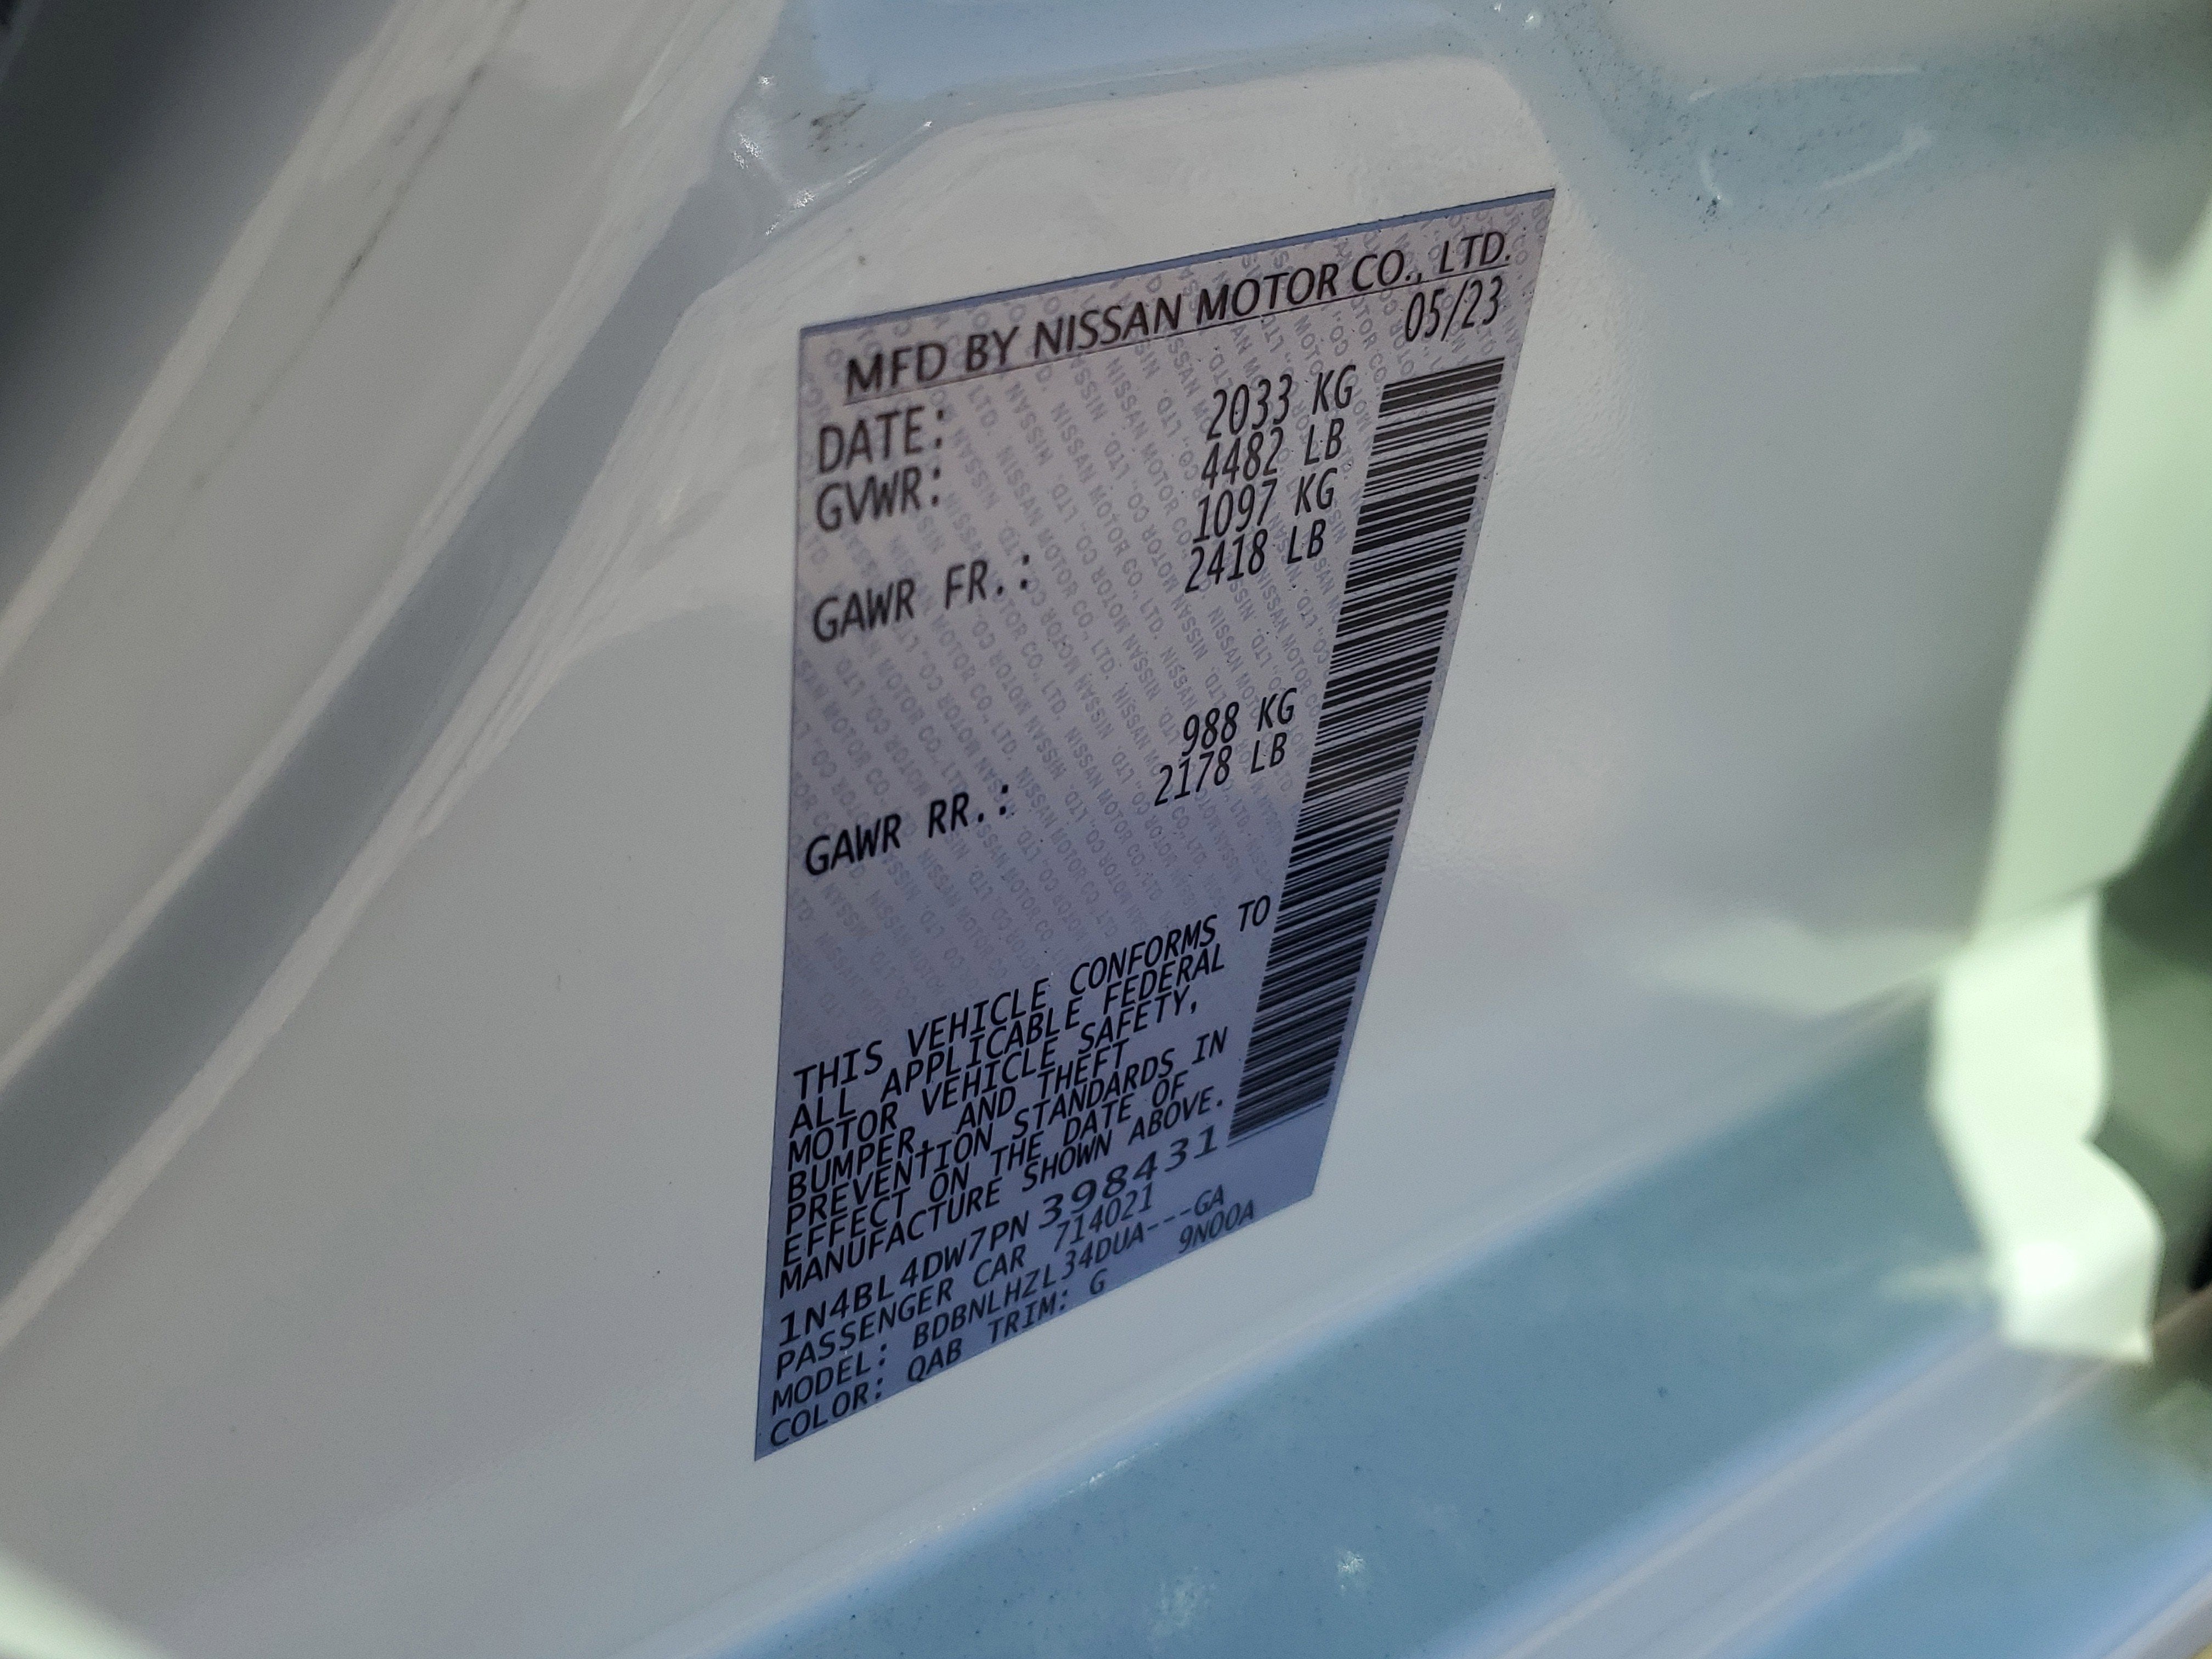 MFD BY NISSAN MOTOR CO., LTD.
DATE: 05/23
GVWR: 2033 KG
4482 LB
GAWR FR.: 1097 KG
2418 LB
GAWR RR.: 988 KG
2178 LB
THIS VEHICLE CONFORMS TO
ALL APPLICABLE FEDERAL
MOTOR VEHICLE SAFETY,
BUMPER, AND THEFT
PREVENTION STANDARDS IN
EFFECT ON THE DATE OF
MANUFACTURE SHOWN ABOVE.
1N4BL4DW7PN398431
PASSENGER CAR 714021
MODEL: BDBNLHZL34DUA---GA
COLOR: QAB TRIM: G 9N00A